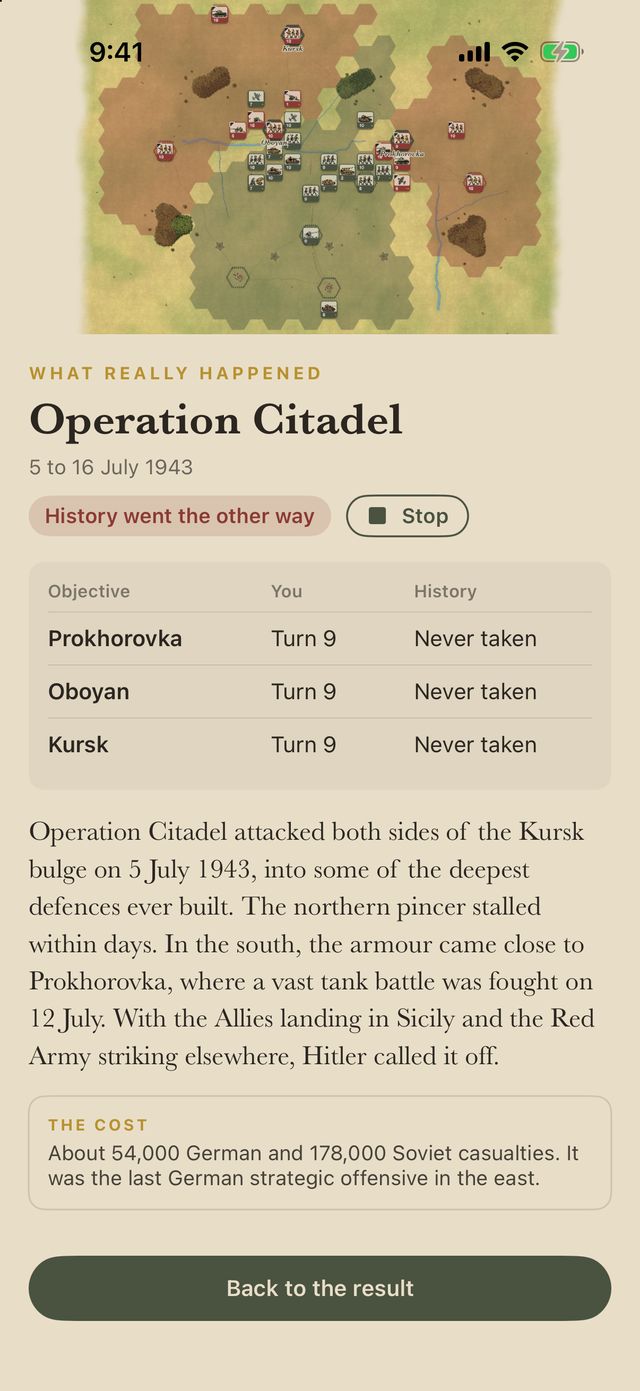 9:41
Kursk
Prokhorovka
WHAT REALLY HAPPENED
Operation Citadel
5 to 16 July 1943
History went the other way
Stop
Objective You History
Prokhorovka Turn 9 Never taken
Oboyan Turn 9 Never taken
Kursk Turn 9 Never taken
Operation Citadel attacked both sides of the Kursk
bulge on 5 July 1943, into some of the deepest
defences ever built. The northern pincer stalled
within days. In the south, the armour came close to
Prokhorovka, where a vast tank battle was fought on
12 July. With the Allies landing in Sicily and the Red
Army striking elsewhere, Hitler called it off.
THE COST
About 54,000 German and 178,000 Soviet casualties. It
was the last German strategic offensive in the east.
Back to the result